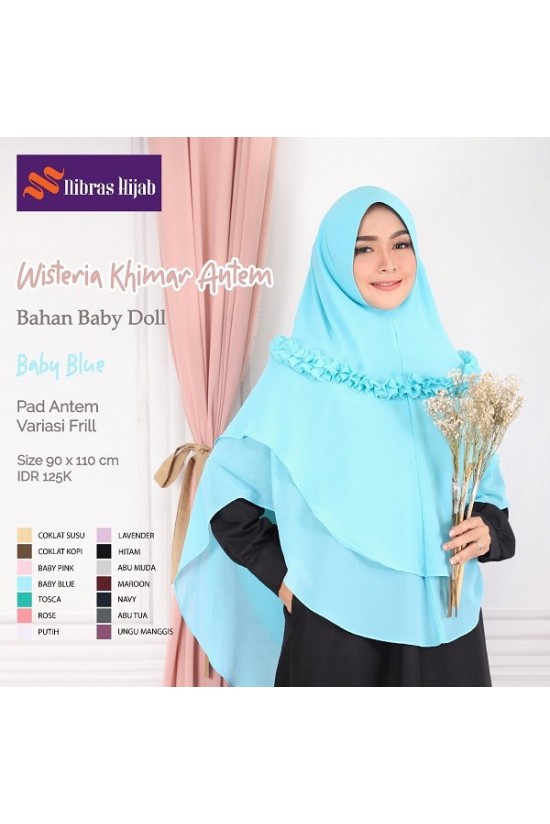 Nibras Hijab
Wisteria Khimar Antem
Bahan Baby Doll
Baby Blue
Pad Antem
Variasi Frill
Size 90 x 110 cm
IDR 125K
COKLAT SUSU
COKLAT KOPI
BABY PINK
BABY BLUE
TOSCA
ROSE
PUTIH
LAVENDER
HITAM
ABU MUDA
MAROON
NAVY
ABU TUA
UNGU MANGGIS